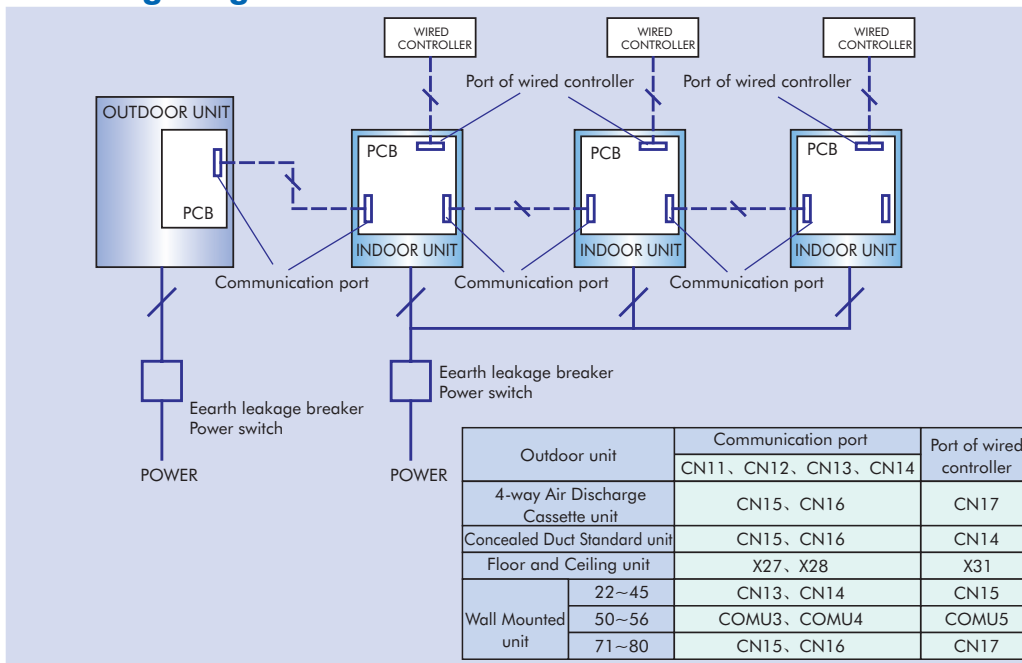 WIRED
CONTROLLER
WIRED
CONTROLLER
WIRED
CONTROLLER
Port of wired controller
Port of wired controller
OUTDOOR UNIT
PCB
PCB
PCB
PCB
INDOOR UNIT
INDOOR UNIT
INDOOR UNIT
Communication port
Communication port
Communication port
Eearth leakage breaker
Power switch
Eearth leakage breaker
Power switch
POWER
POWER
Outdoor unit
Communication port
Port of wired
controller
CN11、CN12、CN13、CN14
4-way Air Discharge
Cassette unit
CN15、CN16
CN17
Concealed Duct Standard unit
CN15、CN16
CN14
Floor and Ceiling unit
X27、X28
X31
Wall Mounted
unit
22~45
CN13、CN14
CN15
50~56
COMU3、COMU4
COMU5
71~80
CN15、CN16
CN17